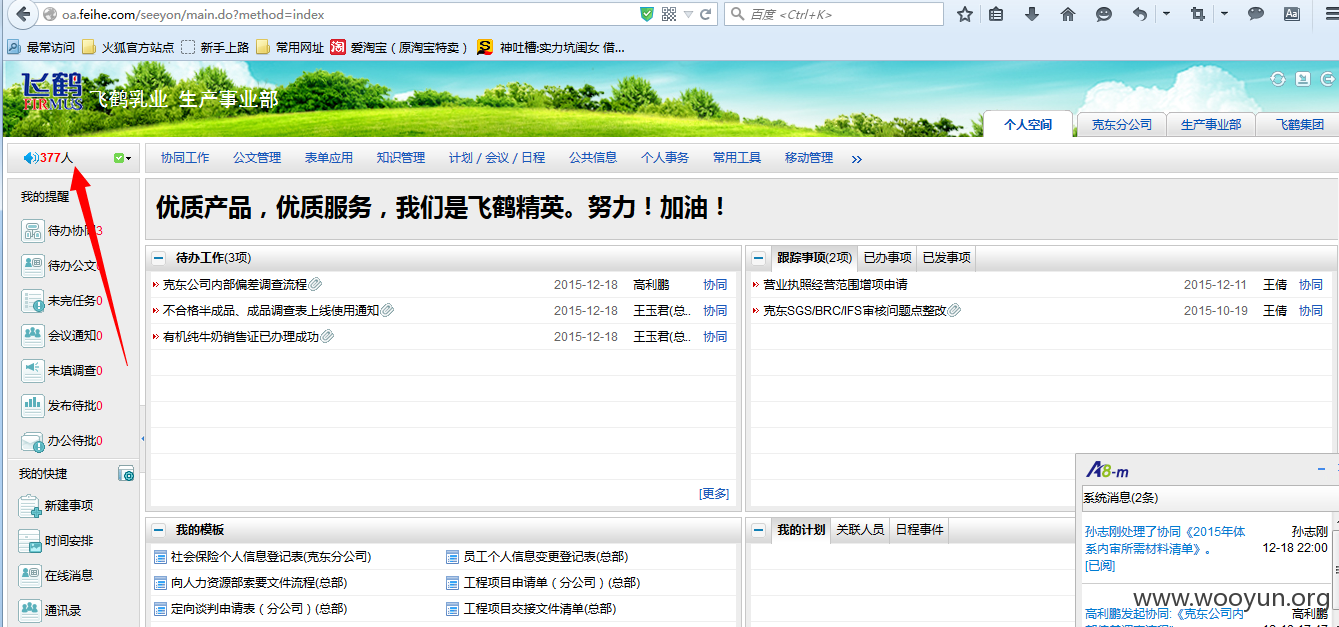 oa.feihe.com/seeyon/main.do?method=index
百度 <Ctrl+K>
最常访问 火狐官方站点 新手上路 常用网址 爱淘宝（原淘宝特卖） 神吐槽:实力坑闺女 借...
飞鹤
FIRMUS
飞鹤乳业 生产事业部
个人空间 克东分公司 生产事业部 飞鹤集团
377人
协同工作 公文管理 表单应用 知识管理 计划 / 会议 / 日程 公共信息 个人事务 常用工具 移动管理 »
我的提醒
待办协同3
待办公文0
未完任务0
会议通知0
未填调查0
发布待批0
办公待批0
我的快捷
新建事项
时间安排
在线消息
通讯录
优质产品，优质服务，我们是飞鹤精英。努力！加油！
待办工作(3项)
克东公司内部偏差调查流程 2015-12-18 高利鹏 协同
不合格半成品、成品调查表上线使用通知 2015-12-18 王玉君(总.. 协同
有机纯牛奶销售证已办理成功 2015-12-18 王玉君(总.. 协同
[更多]
跟踪事项(2项) 已办事项 已发事项
营业执照经营范围增项申请 2015-12-11 王倩 协同
克东SGS/BRC/IFS审核问题点整改 2015-10-19 王倩 协同
我的模板
社会保险个人信息登记表(克东分公司) 员工个人信息变更登记表(总部)
向人力资源部索要文件流程(总部) 工程项目申请单（分公司）(总部)
定向谈判申请表（分公司）(总部) 工程项目交接文件清单(总部)
我的计划 关联人员 日程事件
A8-m
系统消息(2条)
孙志刚处理了协同《2015年体系内审所需材料清单》。 孙志刚
12-18 22:00
[已阅]
高利鹏发起协同:《克东公司内 高利鹏
www.wooyun.org